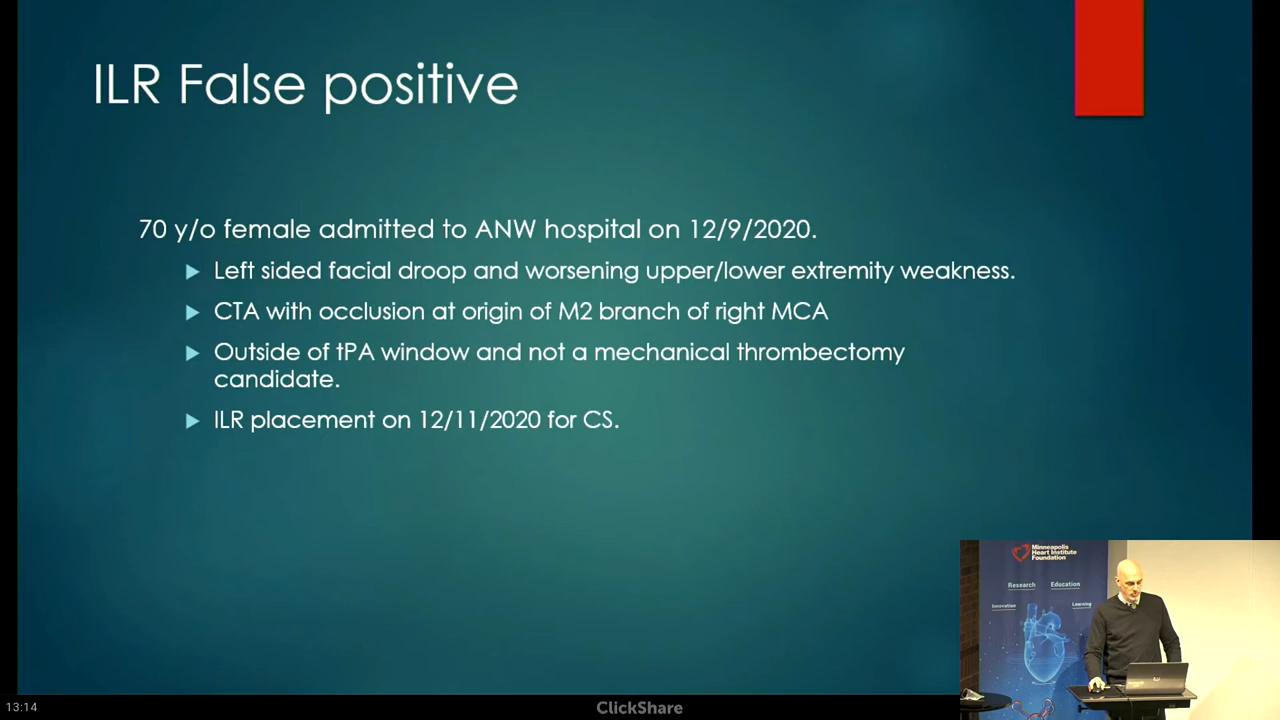 ILR False positive
70 y/o female admitted to ANW hospital on 12/9/2020.
Left sided facial droop and worsening upper/lower extremity weakness.
CTA with occlusion at origin of M2 branch of right MCA
Outside of tPA window and not a mechanical thrombectomy
candidate.
ILR placement on 12/11/2020 for CS.
Minneapolis
Heart Institute
Foundation
Research Education
Innovation Learning
13:14
ClickShare